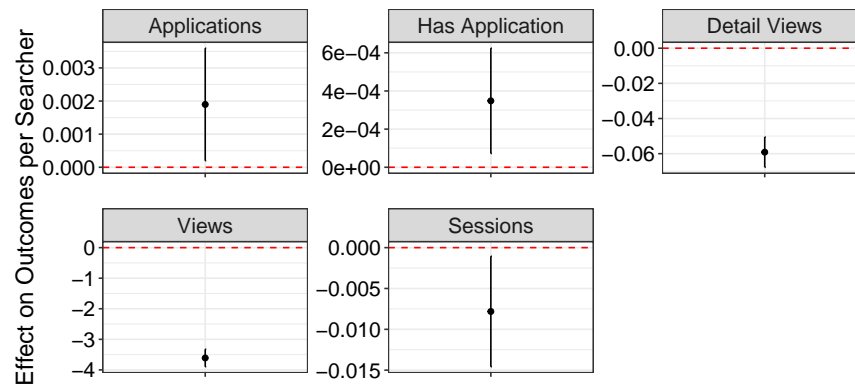 Effect on Outcomes per Searcher
Applications
0.003
0.002
0.001
0.000
Has Application
6e−04
4e−04
2e−04
0e+00
Detail Views
0.00
−0.02
−0.04
−0.06
Views
0
−1
−2
−3
−4
Sessions
0.000
−0.005
−0.010
−0.015